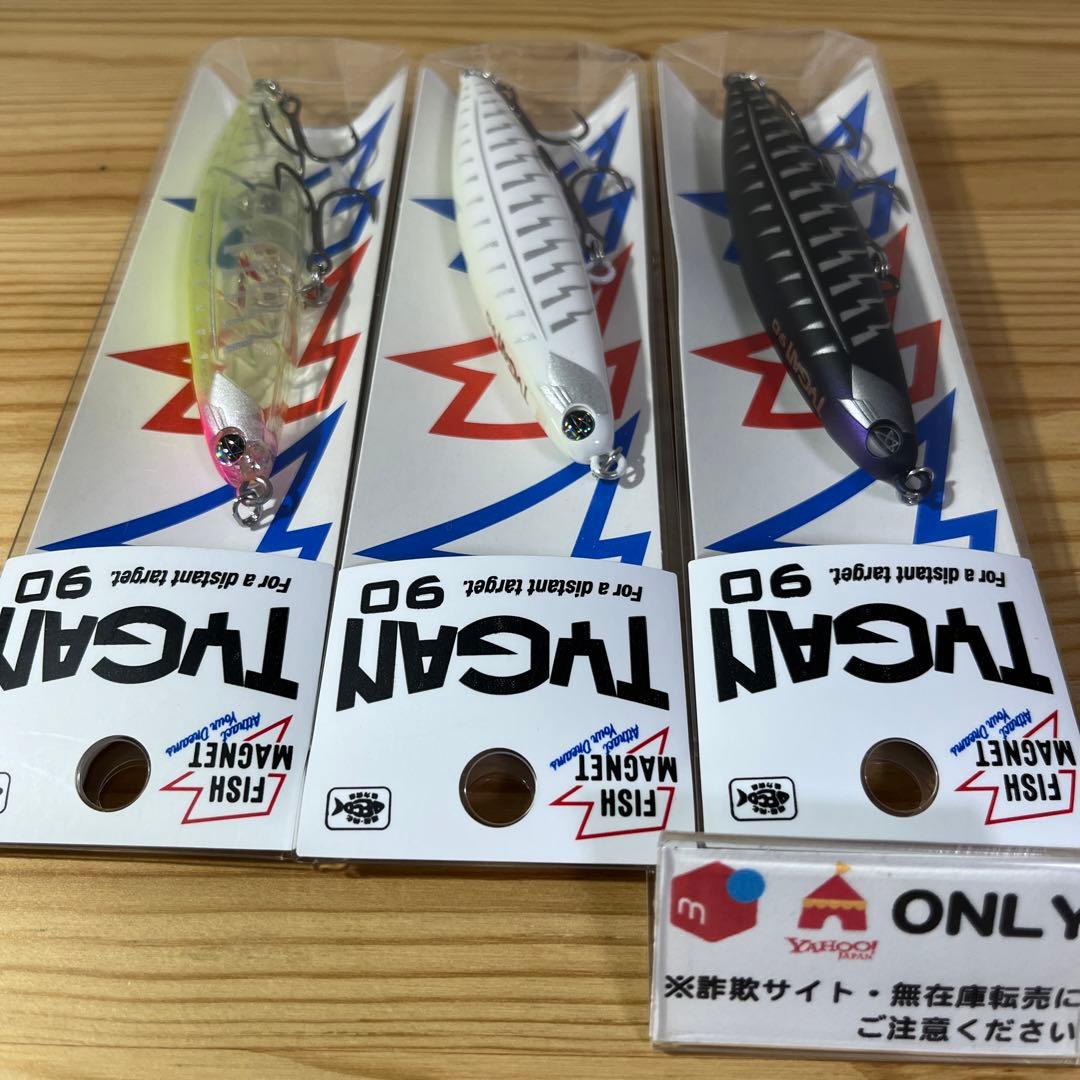 For a distant target.
TYGAN 90
FISH MAGNET
Attract
Your Dreams
For a distant target.
TYGAN 90
FISH MAGNET
Attract
Your Dreams
For a distant target.
TYGAN 90
FISH MAGNET
Attract
Your Dreams
TYGAN 90
m
YAHOO!
JAPAN
ONLY
※詐欺サイト・無在庫転売に
ご注意ください